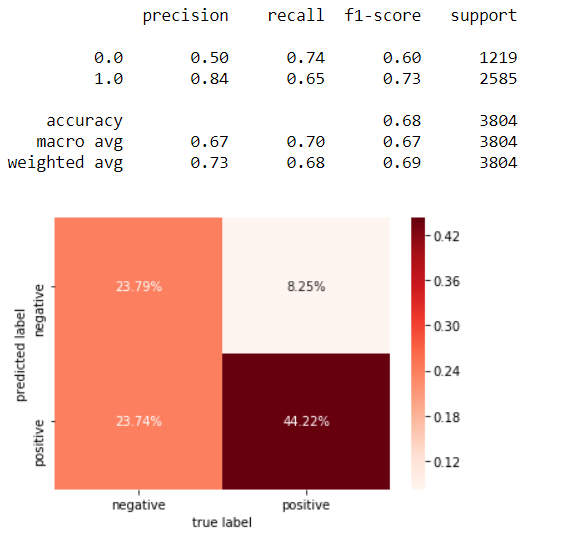 precision recall f1-score support
0.0 0.50 0.74 0.60 1219
1.0 0.84 0.65 0.73 2585
accuracy 0.68 3804
macro avg 0.67 0.70 0.67 3804
weighted avg 0.73 0.68 0.69 3804
predicted label
negative
23.79% 8.25%
positive
23.74% 44.22%
negative positive
true label
0.42
0.36
0.30
0.24
0.18
0.12